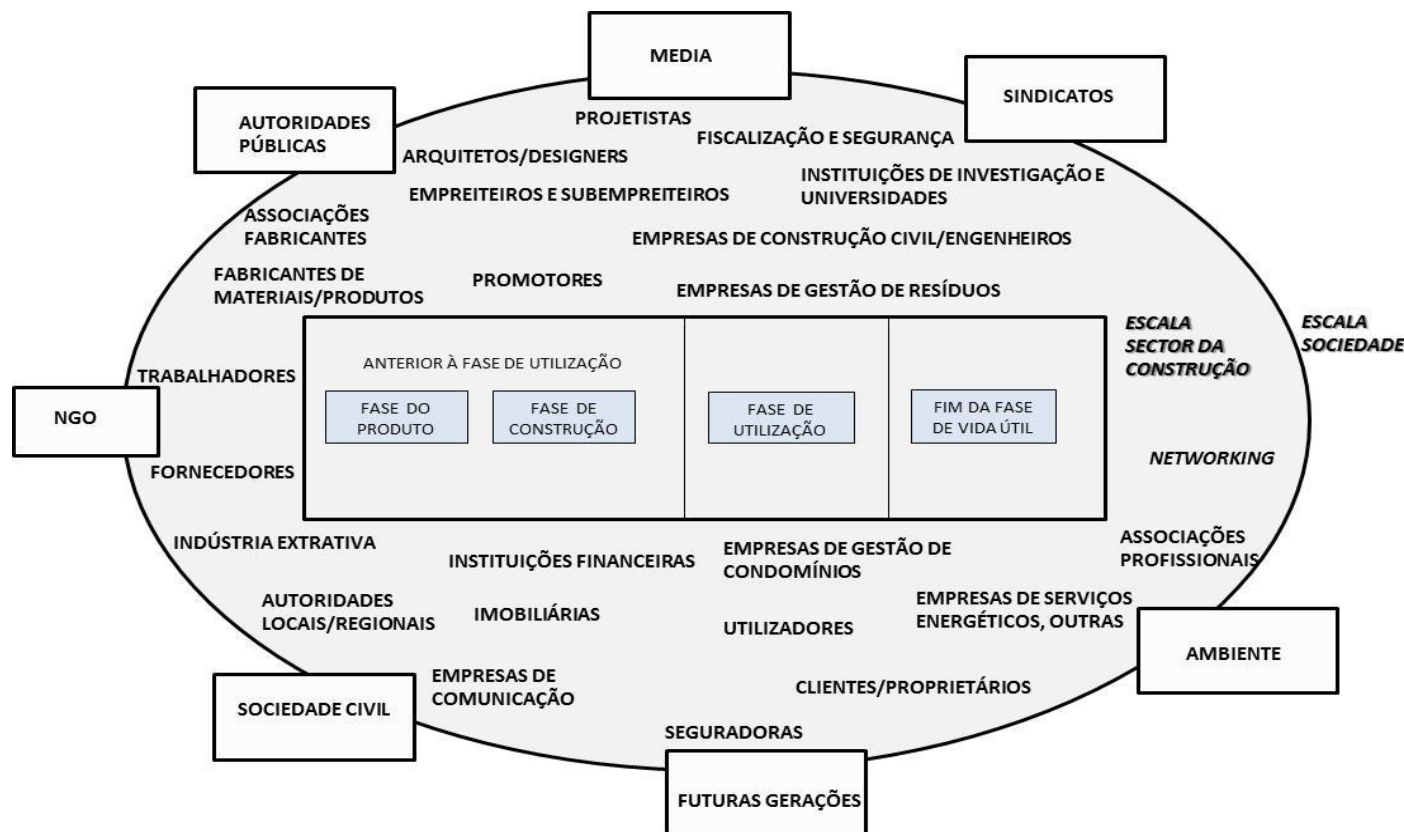 MEDIA
SINDICATOS
AUTORIDADES
PÚBLICAS
PROJETISTAS
FISCALIZAÇÃO E SEGURANÇA
ARQUITETOS/DESIGNERS
INSTITUIÇÕES DE INVESTIGAÇÃO E
UNIVERSIDADES
EMPREITEIROS E SUBEMPREITEIROS
ASSOCIAÇÕES
FABRICANTES
EMPRESAS DE CONSTRUÇÃO CIVIL/ENGENHEIROS
FABRICANTES DE
MATERIAIS/PRODUTOS
PROMOTORES
EMPRESAS DE GESTÃO DE RESÍDUOS
ESCALA
SECTOR DA
CONSTRUÇÃO
ESCALA
SOCIEDADE
TRABALHADORES
ANTERIOR À FASE DE UTILIZAÇÃO
NGO
FASE DO
PRODUTO
FASE DE
CONSTRUÇÃO
FASE DE
UTILIZAÇÃO
FIM DA FASE
DE VIDA ÚTIL
NETWORKING
FORNECEDORES
INDÚSTRIA EXTRATIVA
INSTITUIÇÕES FINANCEIRAS
EMPRESAS DE GESTÃO DE
CONDOMÍNIOS
ASSOCIAÇÕES
PROFISSIONAIS
AUTORIDADES
LOCAIS/REGIONAIS
IMOBILIÁRIAS
UTILIZADORES
EMPRESAS DE SERVIÇOS
ENERGÉTICOS, OUTRAS
AMBIENTE
EMPRESAS DE
COMUNICAÇÃO
CLIENTES/PROPRIETÁRIOS
SOCIEDADE CIVIL
SEGURADORAS
FUTURAS GERAÇÕES